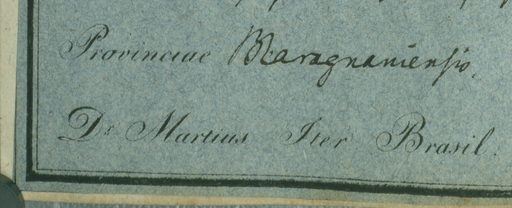 Provinciae Maragnaniensis.
Dr Martius Iter Brasil.